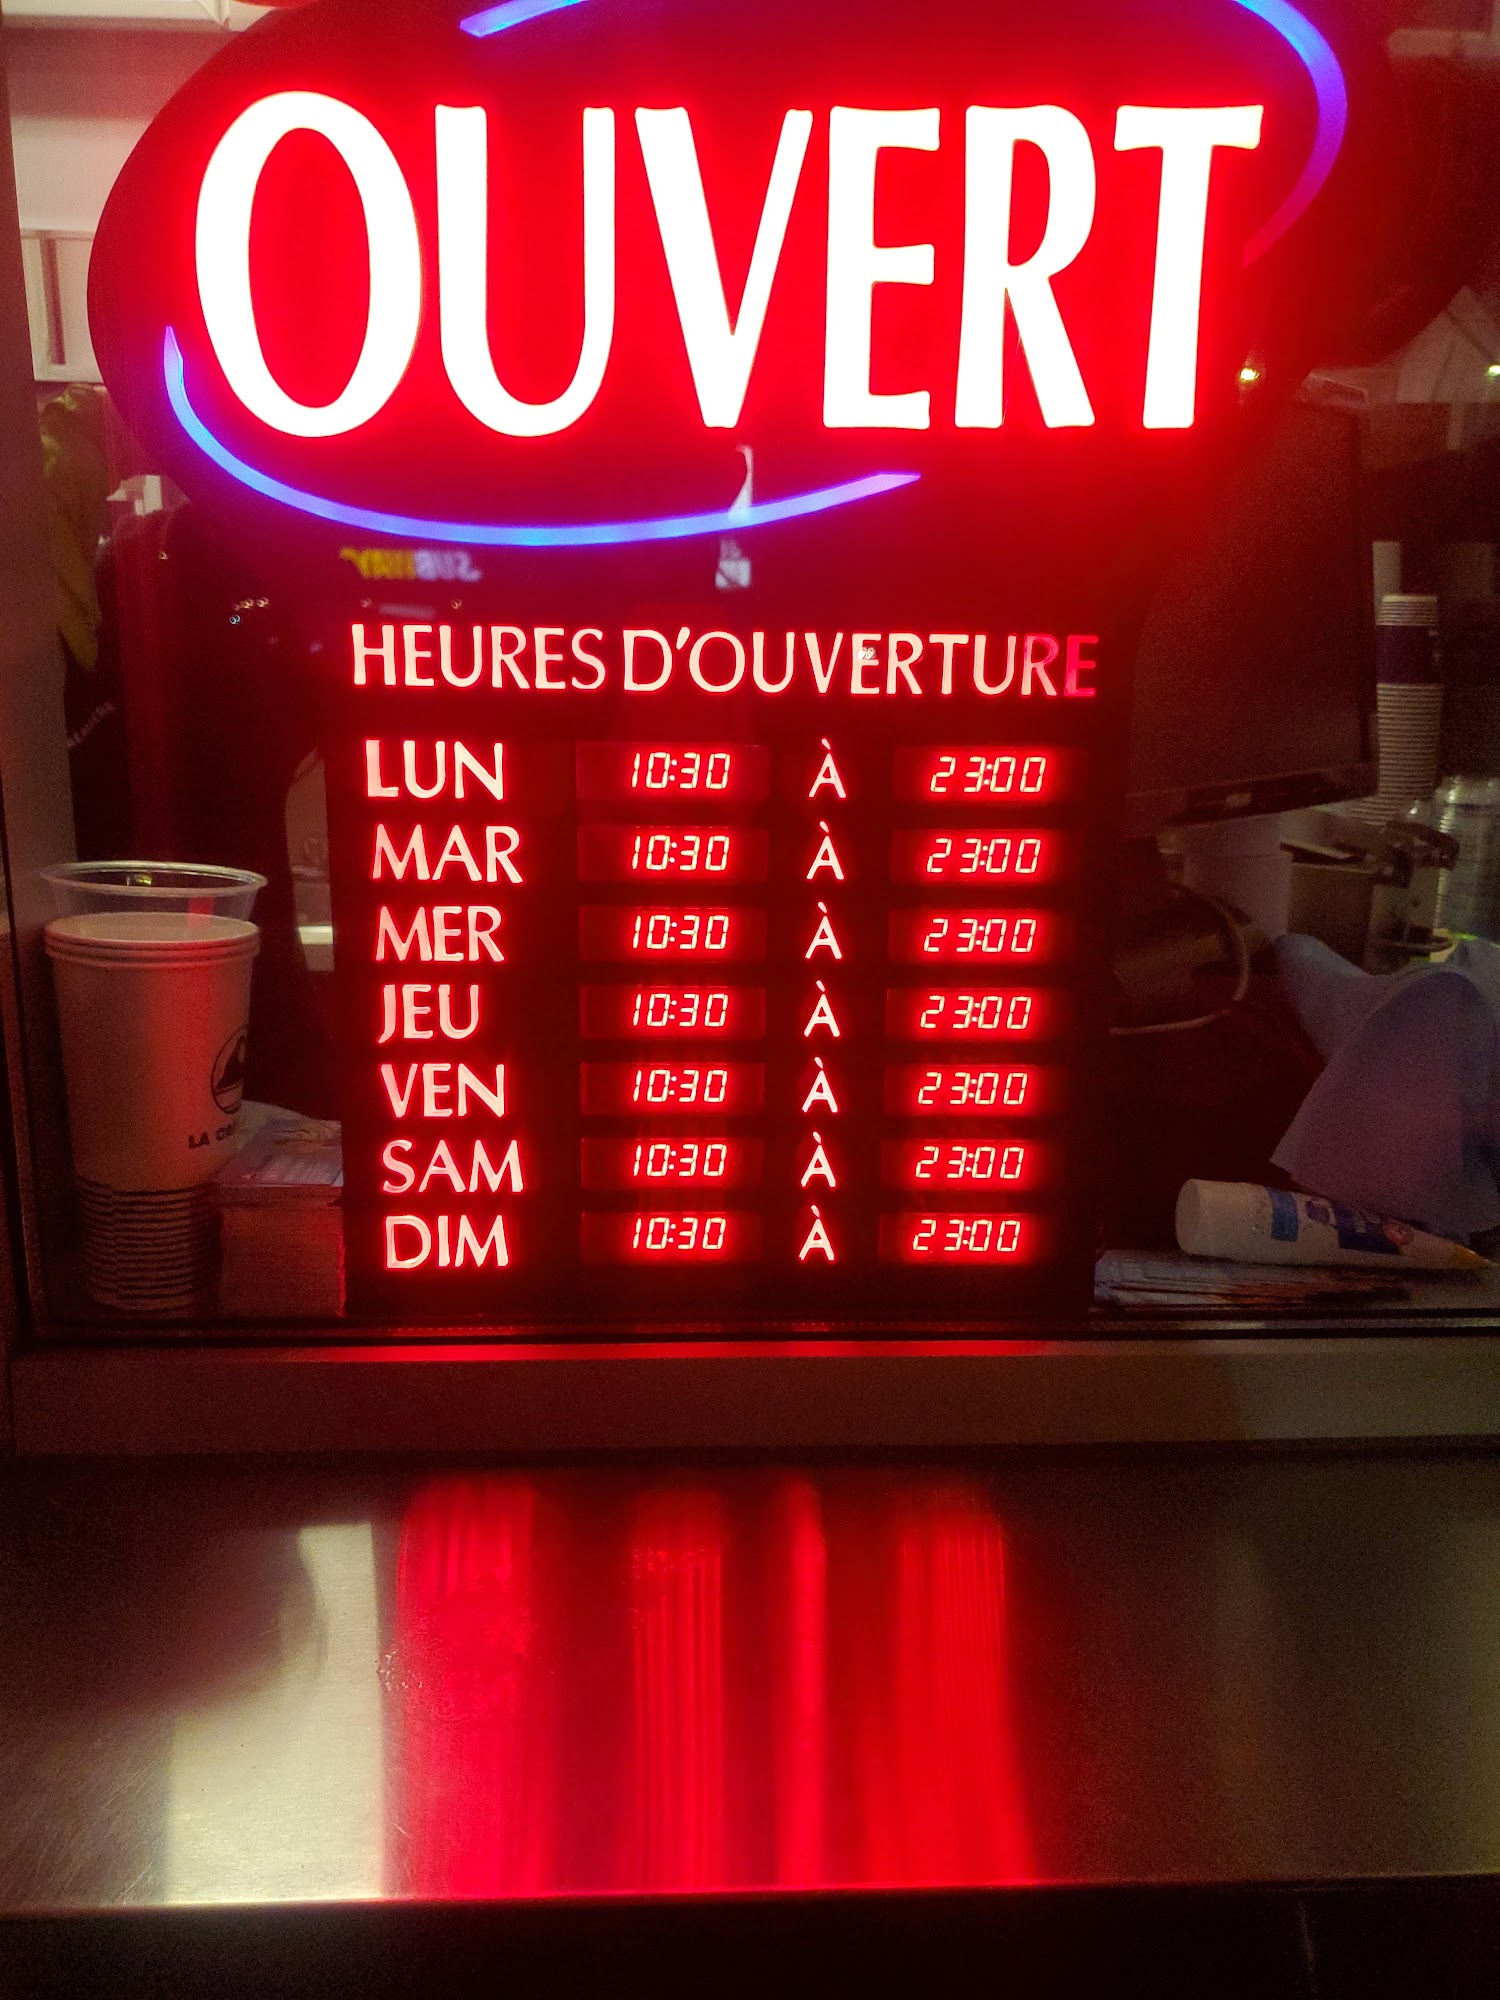 OUVERT
HEURES D'OUVERTURE
LUN 10:30 À 23:00
MAR 10:30 À 23:00
MER 10:30 À 23:00
JEU 10:30 À 23:00
VEN 10:30 À 23:00
SAM 10:30 À 23:00
DIM 10:30 À 23:00
LA